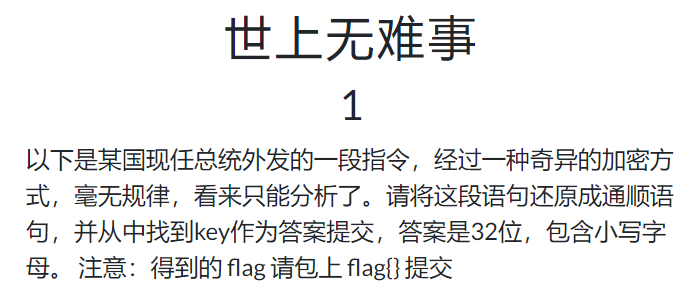 世上无难事
1
以下是某国现任总统外发的一段指令，经过一种奇异的加密方
式，毫无规律，看来只能分析了。请将这段语句还原成通顺语
句，并从中找到key作为答案提交，答案是32位，包含小写字
母。 注意：得到的 flag 请包上 flag{} 提交